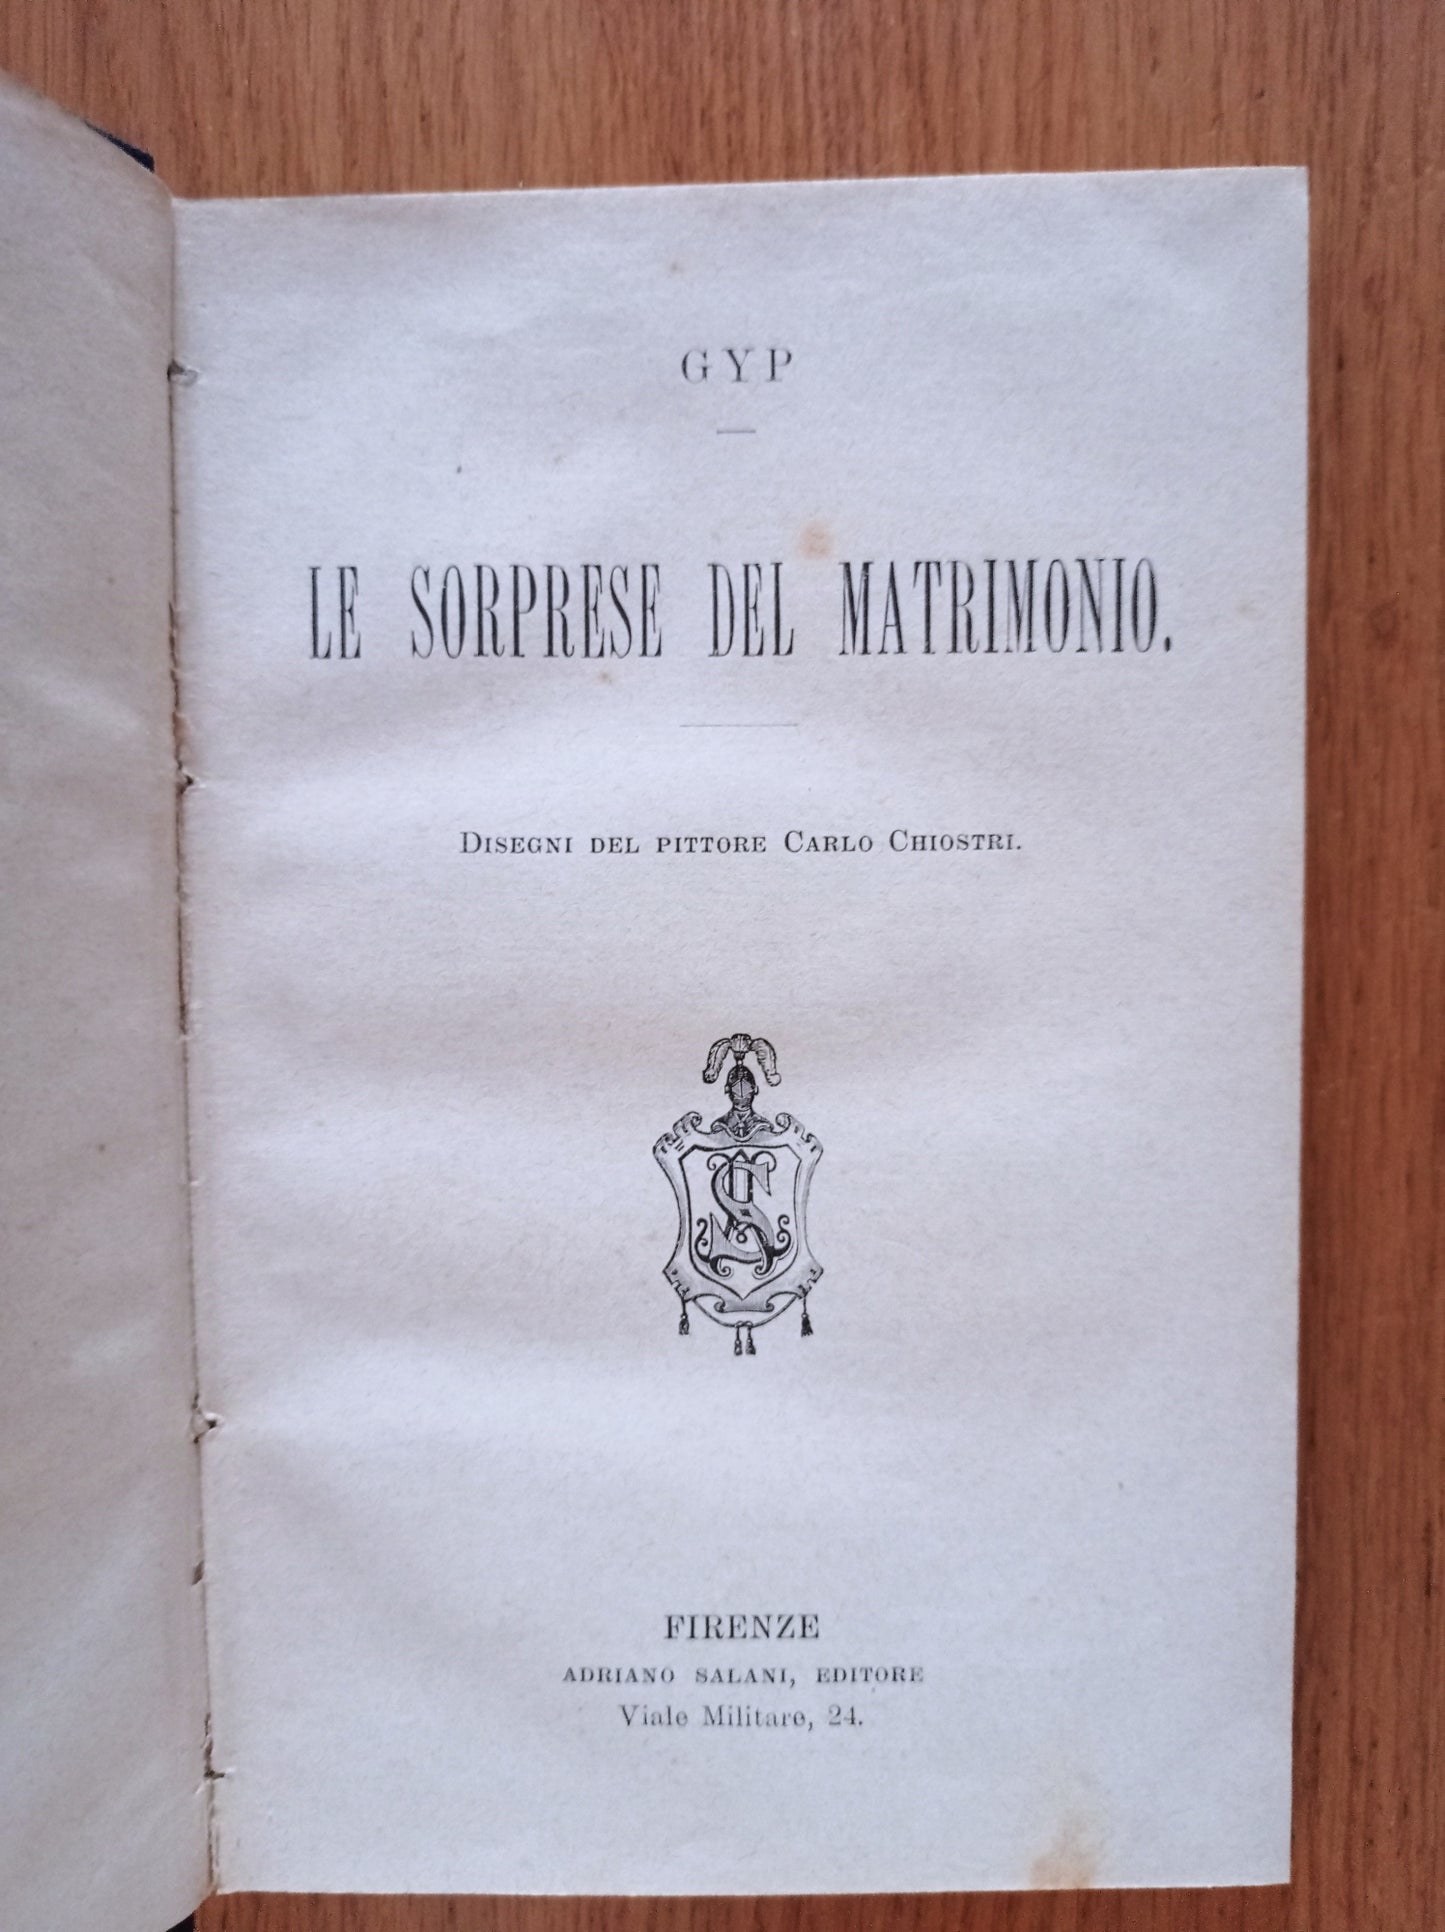 GYP
LE SORPRESE DEL MATRIMONIO.
DISEGNI DEL PITTORE CARLO CHIOSTRI.
FIRENZE
ADRIANO SALANI, EDITORE
Viale Militare, 24.